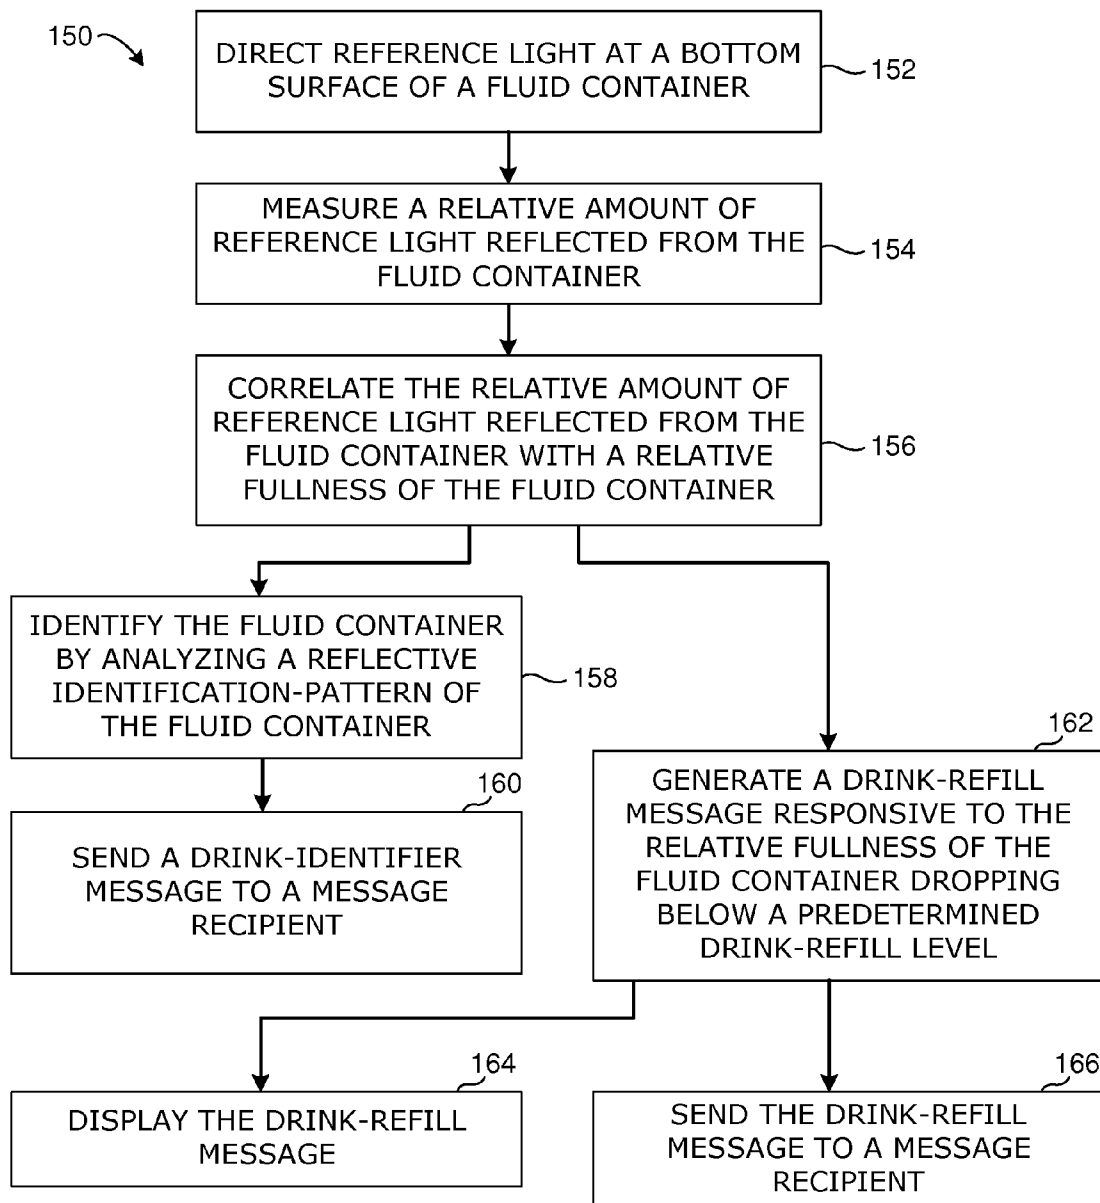 150
DIRECT REFERENCE LIGHT AT A BOTTOM
SURFACE OF A FLUID CONTAINER
152
MEASURE A RELATIVE AMOUNT OF
REFERENCE LIGHT REFLECTED FROM THE
FLUID CONTAINER
154
CORRELATE THE RELATIVE AMOUNT OF
REFERENCE LIGHT REFLECTED FROM THE
FLUID CONTAINER WITH A RELATIVE
FULLNESS OF THE FLUID CONTAINER
156
IDENTIFY THE FLUID CONTAINER
BY ANALYZING A REFLECTIVE
IDENTIFICATION-PATTERN OF
THE FLUID CONTAINER
158
160
SEND A DRINK-IDENTIFIER
MESSAGE TO A MESSAGE
RECIPIENT
162
GENERATE A DRINK-REFILL
MESSAGE RESPONSIVE TO THE
RELATIVE FULLNESS OF THE
FLUID CONTAINER DROPPING
BELOW A PREDETERMINED
DRINK-REFILL LEVEL
164
DISPLAY THE DRINK-REFILL
MESSAGE
166
SEND THE DRINK-REFILL
MESSAGE TO A MESSAGE
RECIPIENT